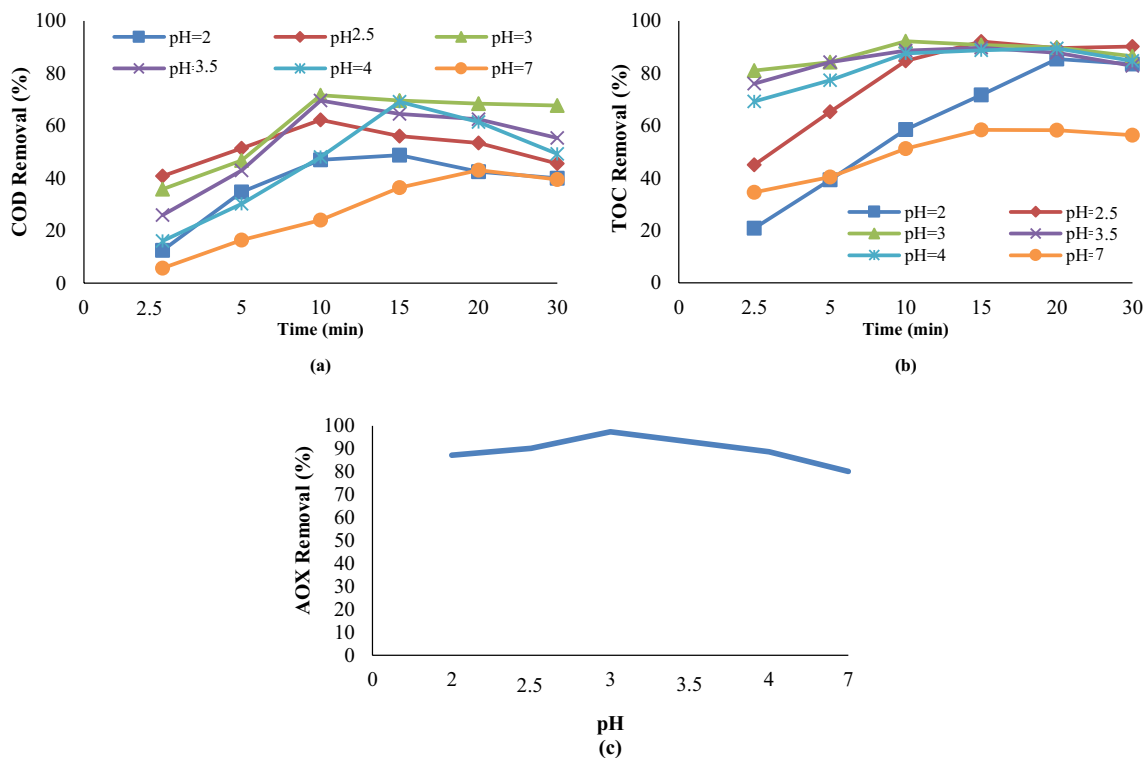 100
80
60
40
20
0
COD Removal (%)
pH=2
pH2.5
pH=3
pH=3.5
pH=4
pH=7
0 2.5 5 10 15 20 30
Time (min)
(a)
100
80
60
40
20
0
TOC Removal (%)
pH=2
pH=2.5
pH=3
pH=3.5
pH=4
pH=7
0 2.5 5 10 15 20 30
Time (min)
(b)
100
90
80
70
60
50
40
30
20
10
0
AOX Removal (%)
0 2 2.5 3 3.5 4 7
pH
(c)